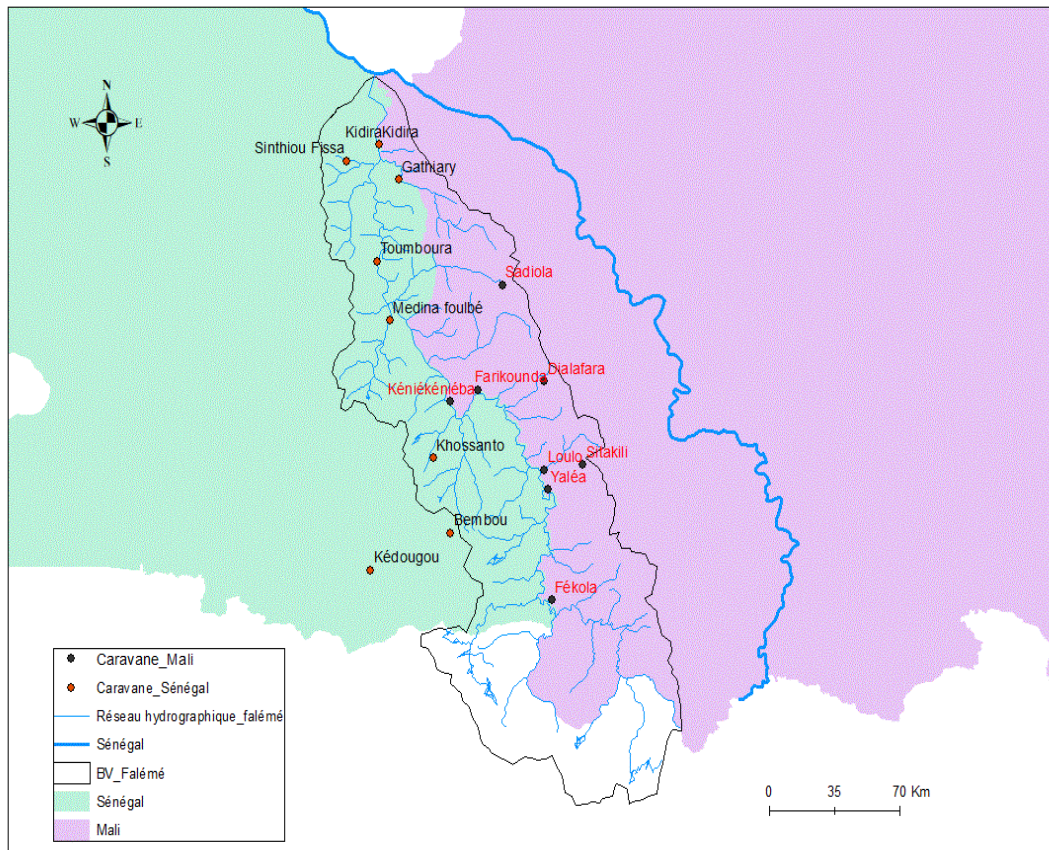 N
W E
S
KidiraKidira
Sinthiou Fissa
Gathiary
Toumboura
Sadiola
Medina foulbé
Dialafara
Farikounda
Kéniékéniéba
Khossanto
Loulo
Sitakili
Yaléa
Bembou
Kédougou
Fékola
Caravane_Mali
Caravane_Sénégal
Réseau hydrographique_falémé
Sénégal
BV_Falémé
Sénégal
Mali
0 35 70 Km